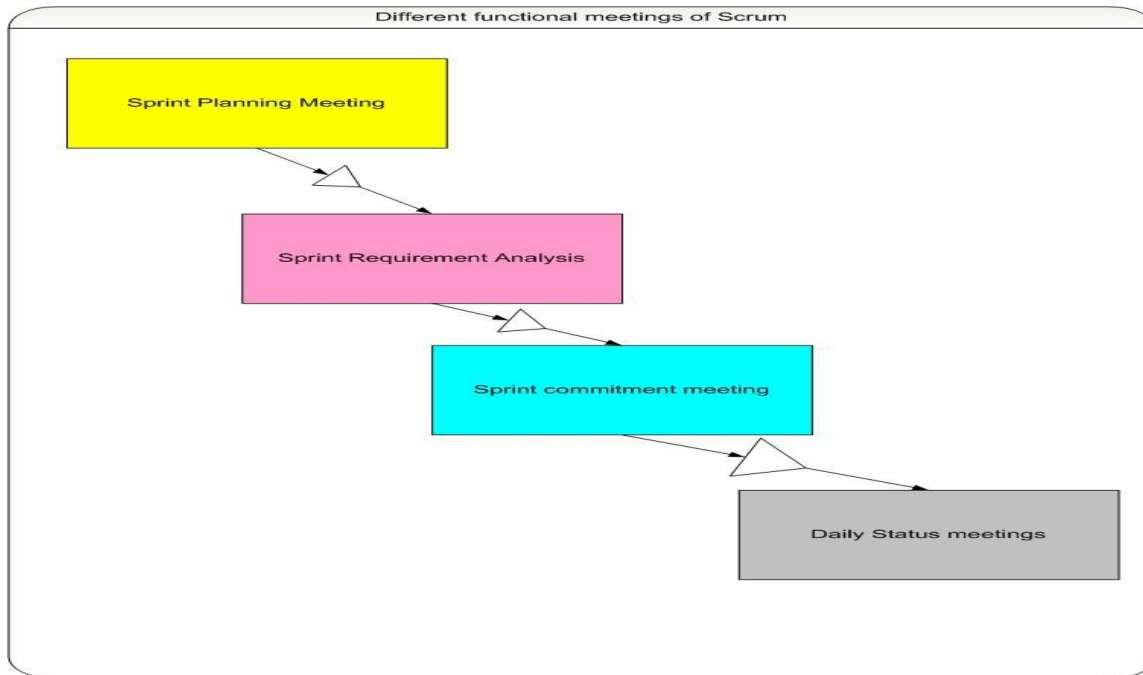 Different functional meetings of Scrum
Sprint Planning Meeting
Sprint Requirement Analysis
Sprint commitment meeting
Daily Status meetings